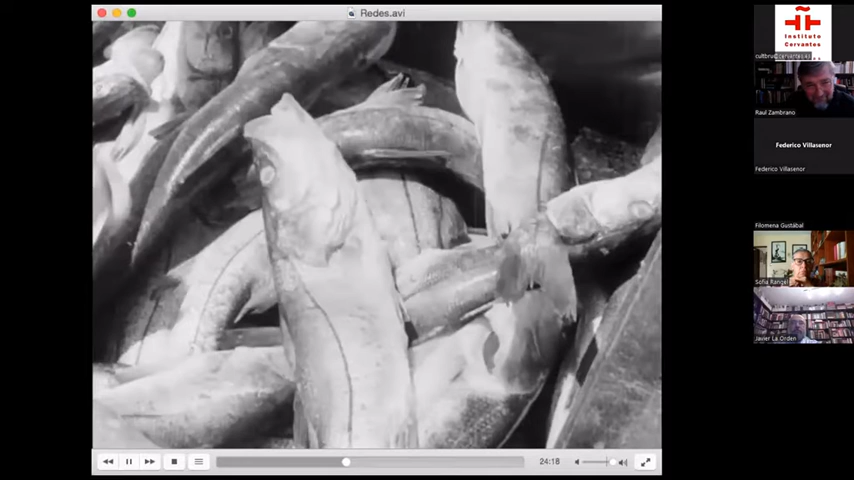 Redes.avi
24:18
Instituto
Cervantes
Raul Zambrano
Federico Villasenor
Federico Villasenor
Filomena Gustábal
Sofia Rangel
Javier La Orden